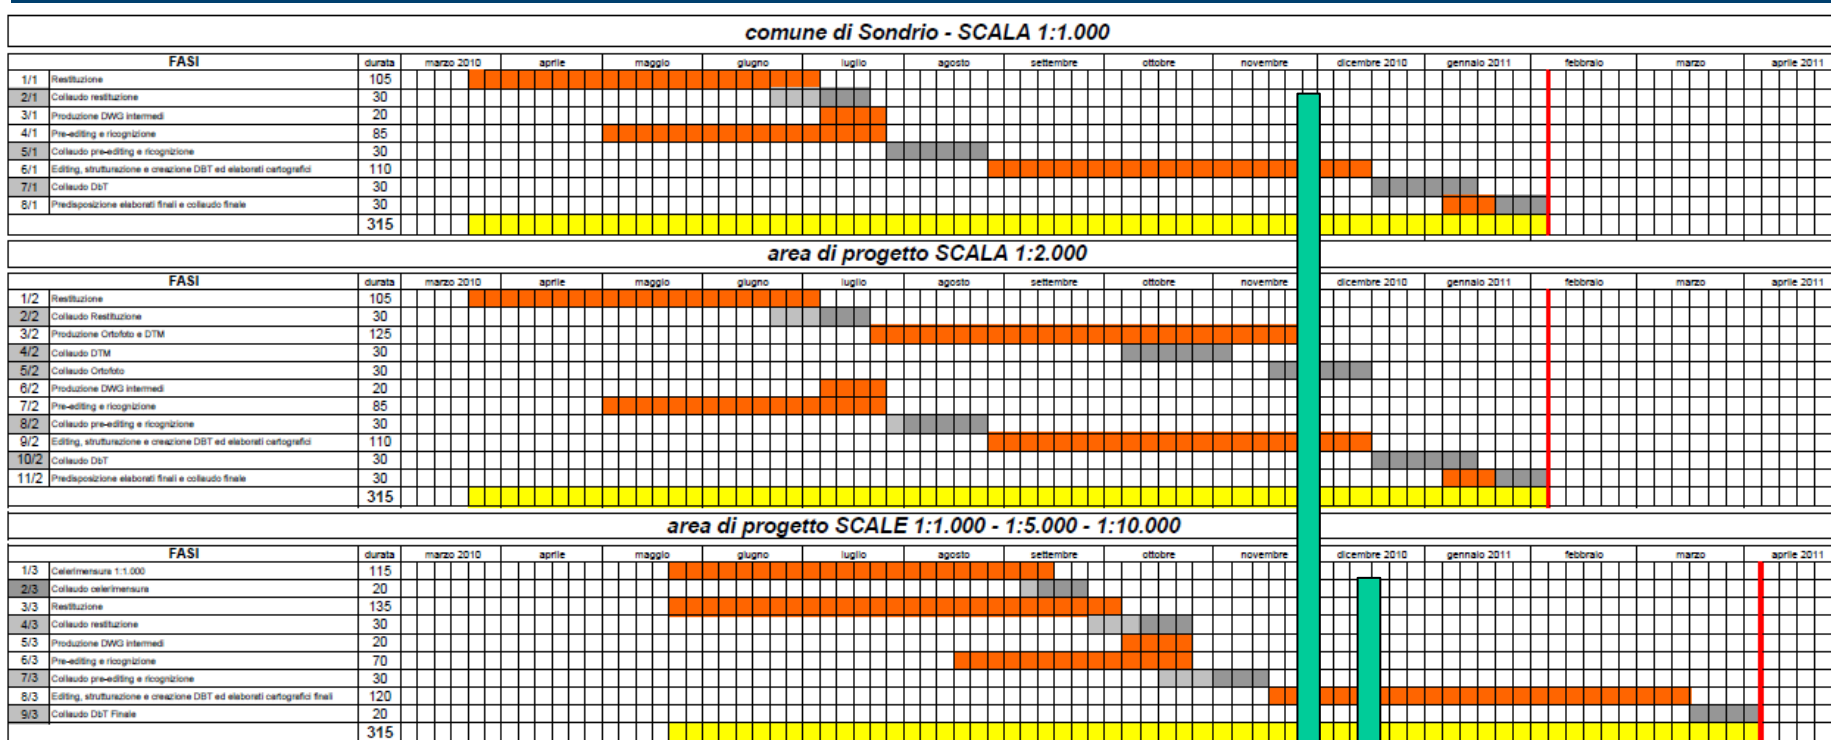 comune di Sondrio - SCALA 1:1.000
FASI durata marzo 2010 aprile maggio giugno luglio agosto settembre ottobre novembre dicembre 2010 gennaio 2011 febbraio marzo aprile 2011
1/1 Restituzione 105
2/1 Collaudo restituzione 30
3/1 Produzione DWG intermedi 20
4/1 Pre-editing e ricognizione 85
5/1 Collaudo pre-editing e ricognizione 30
6/1 Editing, strutturazione e creazione DBT ed elaborati cartografici 110
7/1 Collaudo DbT 30
8/1 Predisposizione elaborati finali e collaudo finale 30
315
area di progetto SCALA 1:2.000
FASI durata marzo 2010 aprile maggio giugno luglio agosto settembre ottobre novembre dicembre 2010 gennaio 2011 febbraio marzo aprile 2011
1/2 Restituzione 105
2/2 Collaudo Restituzione 30
3/2 Produzione Ortofoto e DTM 125
4/2 Collaudo DTM 30
5/2 Collaudo Ortofoto 30
6/2 Produzione DWG intermedi 20
7/2 Pre-editing e ricognizione 85
8/2 Collaudo pre-editing e ricognizione 30
9/2 Editing, strutturazione e creazione DBT ed elaborati cartografici 110
10/2 Collaudo DbT 30
11/2 Predisposizione elaborati finali e collaudo finale 30
315
area di progetto SCALE 1:1.000 - 1:5.000 - 1:10.000
FASI durata marzo 2010 aprile maggio giugno luglio agosto settembre ottobre novembre dicembre 2010 gennaio 2011 febbraio marzo aprile 2011
1/3 Celerimensura 1:1.000 115
2/3 Collaudo celerimensura 20
3/3 Restituzione 135
4/3 Collaudo restituzione 30
5/3 Produzione DWG intermedi 20
6/3 Pre-editing e ricognizione 70
7/3 Collaudo pre-editing e ricognizione 30
8/3 Editing, strutturazione e creazione DBT ed elaborati cartografici finali 120
9/3 Collaudo DbT Finale 20
315